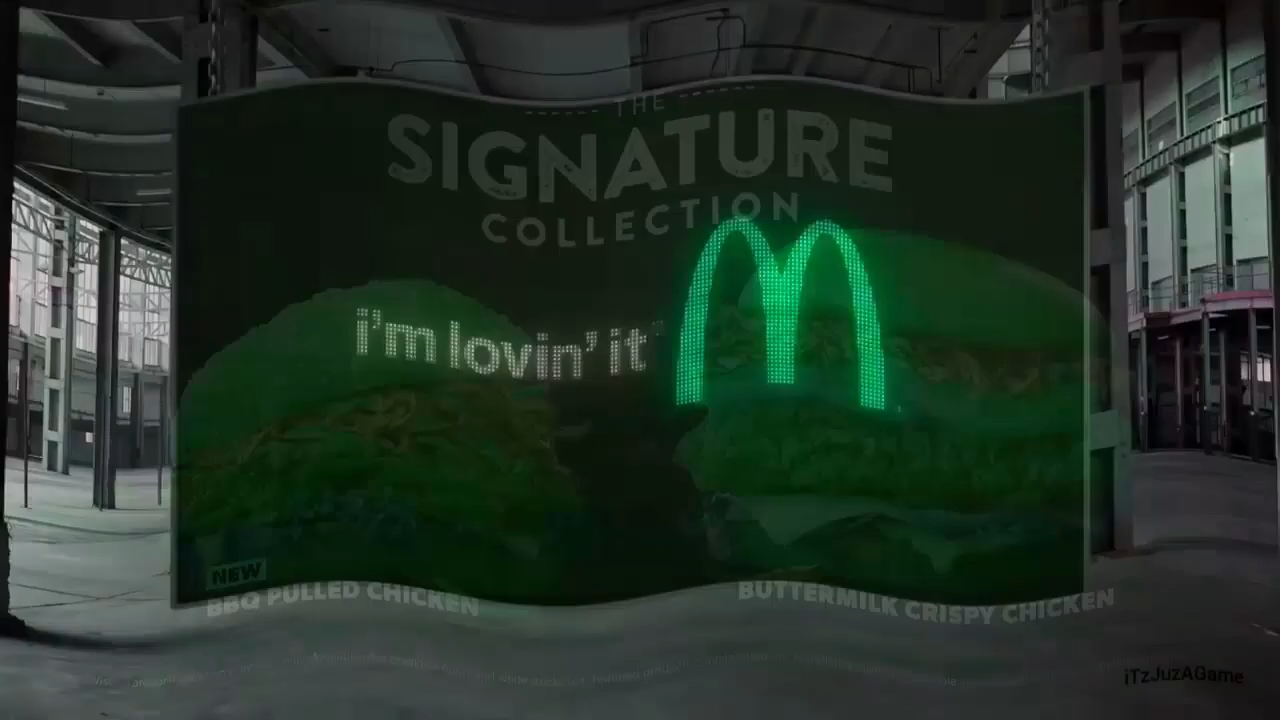 THE
SIGNATURE
COLLECTION
i'm lovin' it
NEW
BBQ PULLED CHICKEN
BUTTERMILK CRISPY CHICKEN
iTzJuzAGame